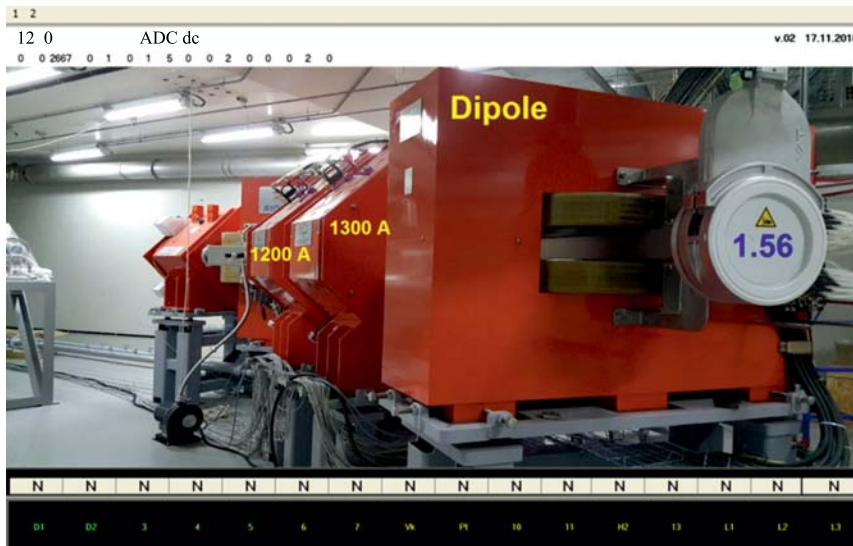 1 2
12 0 ADC dc v.02 17.11.201
0 0 2667 0 1 0 1 5 0 0 2 0 0 0 2 0
Dipole
1300 A
1200 A
1.56
N N N N N N N N N N N N N N N N
D1 D2 3 4 5 6 7 Vk Pt 10 11 H2 13 L1 L2 L3